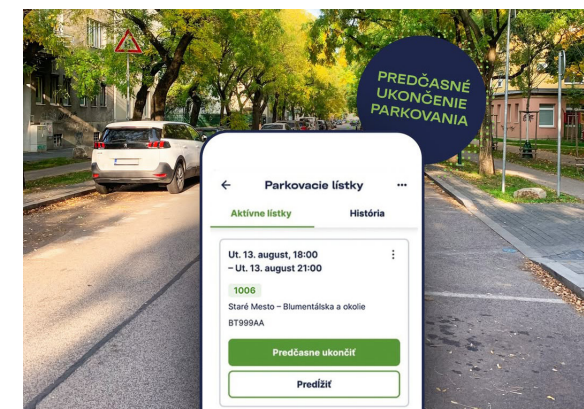 PREDČASNÉ
UKONČENIE
PARKOVANIA
Parkovacie lístky
Aktívne lístky
História
Ut. 13. august, 18:00
– Ut. 13. august 21:00
1006
Staré Mesto – Blumentálska a okolie
BT999AA
Predčasne ukončiť
Predĺžiť